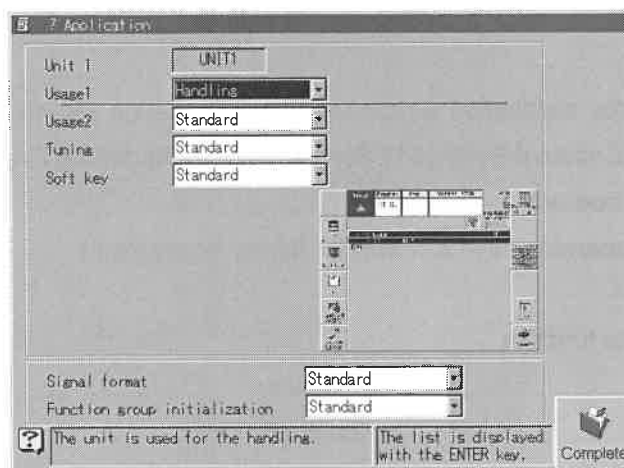 ? Application
Unit 1 UNIT1
Usage1 Handling
Usage2 Standard
Tuning Standard
Soft key Standard
Signal format Standard
Function group initialization Standard
The unit is used for the handling.
The list is displayed
with the ENTER key.
Complete